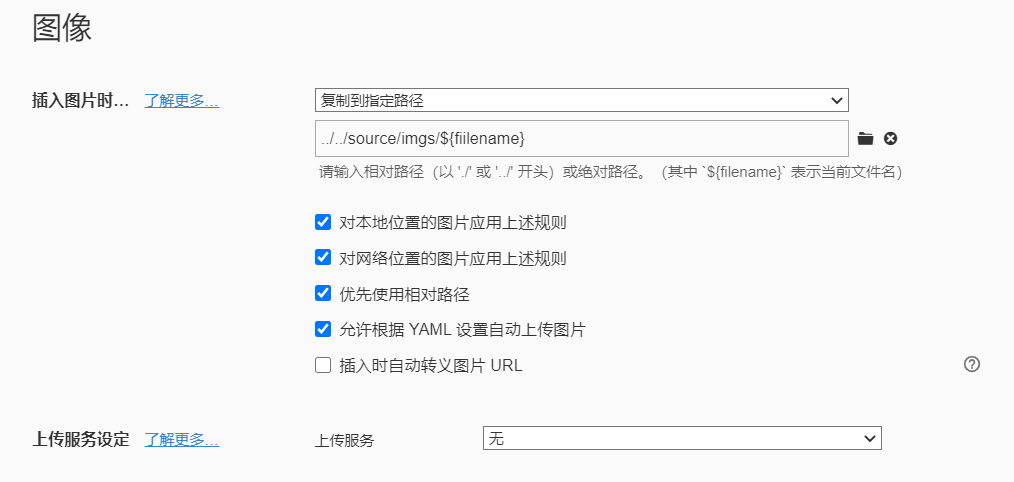 图像
插入图片时... 了解更多... 复制到指定路径
../../source/imgs/${fiilename}
请输入相对路径（以 './' 或 '../' 开头）或绝对路径。（其中 `${filename}` 表示当前文件名）
对本地位置的图片应用上述规则
对网络位置的图片应用上述规则
优先使用相对路径
允许根据 YAML 设置自动上传图片
插入时自动转义图片 URL
上传服务设定 了解更多... 上传服务 无